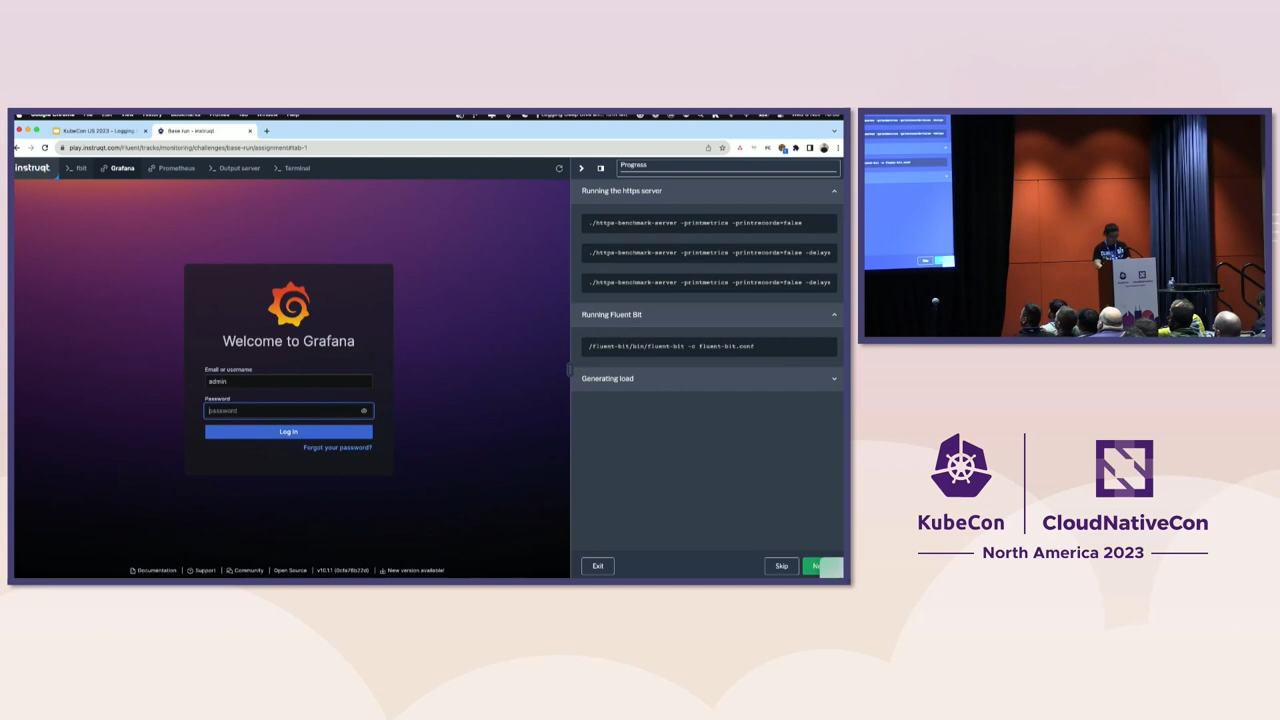 KubeCon US 2023 - Logging
Base run - instruqt
play.instruqt.com/fluent/tracks/monitoring/challenges/base-run/assignment#tab-1
instruqt
fbit
Grafana
Prometheus
Output server
Terminal
Progress
Running the https server
./https-benchmark-server -printmetrics -printrecords=false
./https-benchmark-server -printmetrics -printrecords=false -delays
./https-benchmark-server -printmetrics -printrecords=false -delays
Running Fluent Bit
/fluent-bit/bin/fluent-bit -c fluent-bit.conf
Generating load
Welcome to Grafana
Email or username
admin
Password
password
Log in
Forgot your password?
Documentation
Support
Community
Open Source
New version available!
Exit
Skip
KubeCon
CloudNativeCon
North America 2023